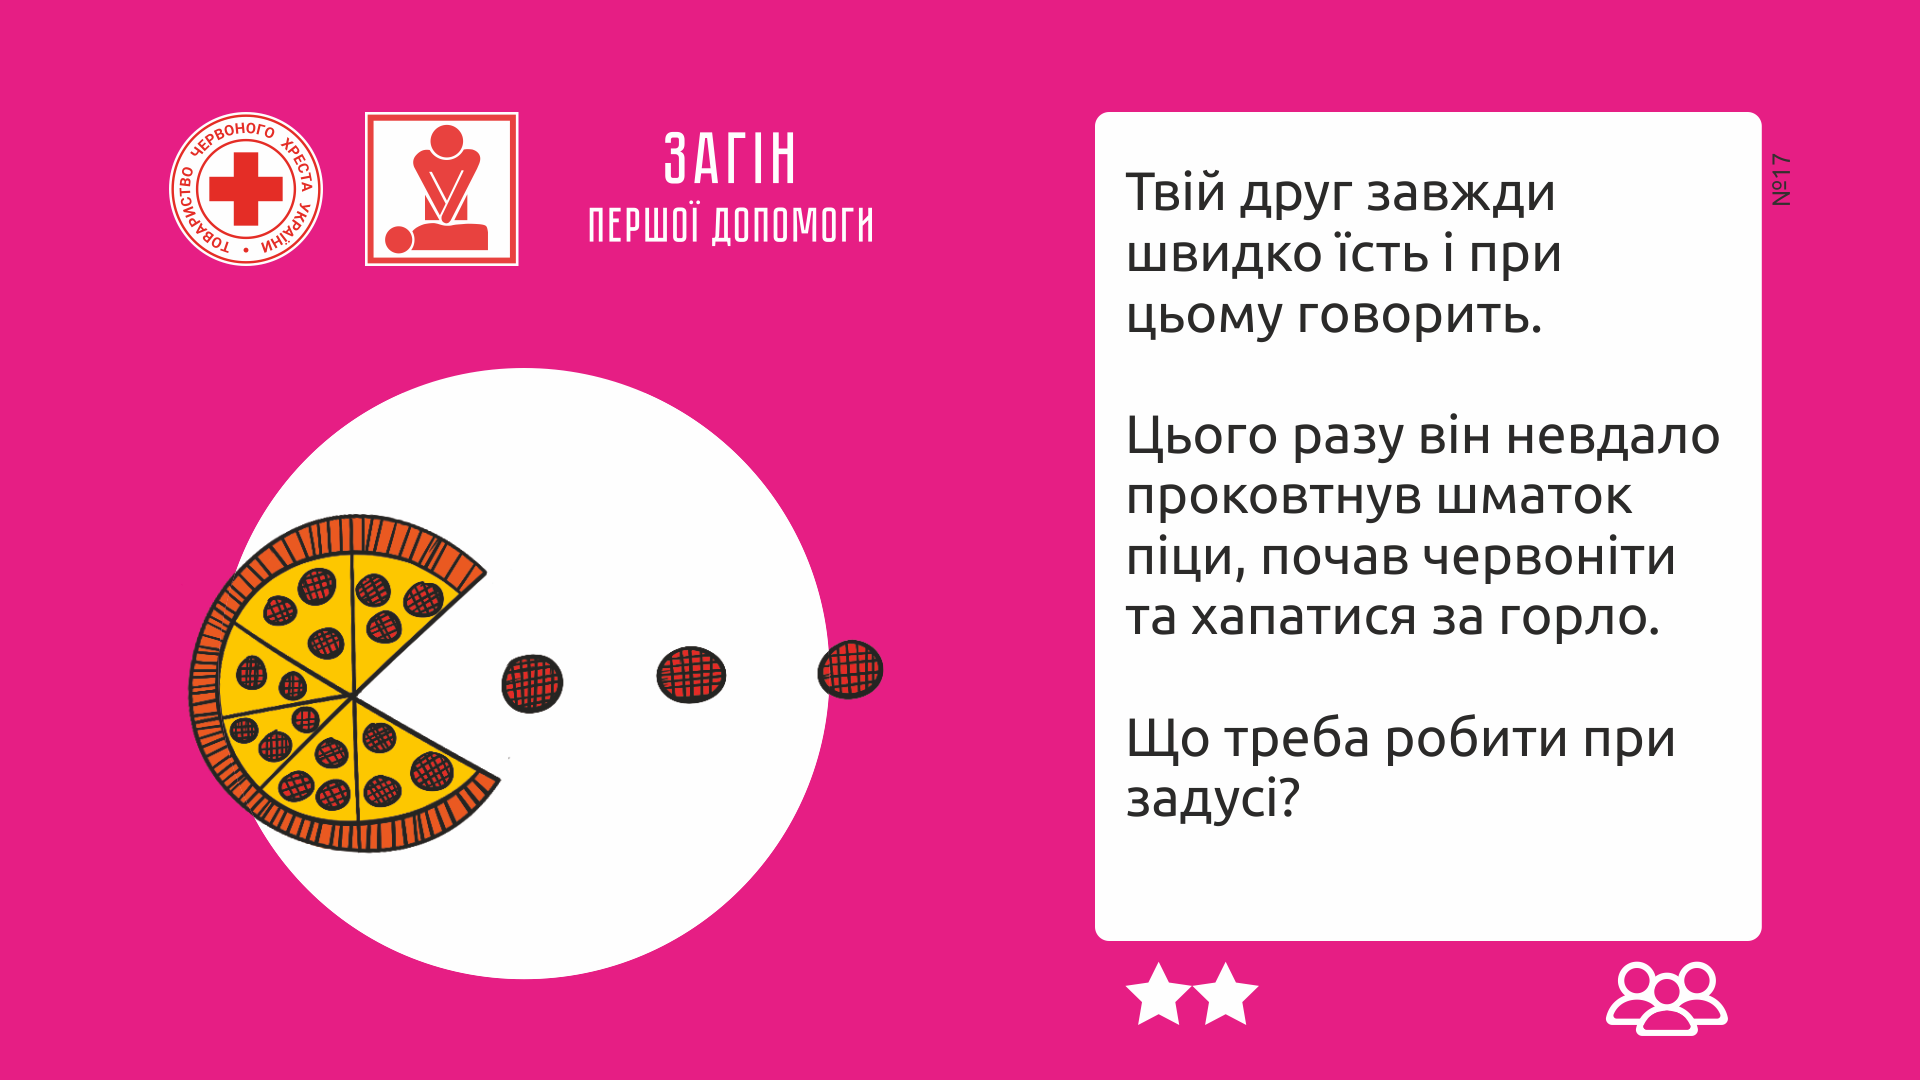 ТОВАРИСТВО ЧЕРВОНОГО ХРЕСТА УКРАЇНИ •
ЗАГІН
ПЕРШОЇ ДОПОМОГИ
№17
Твій друг завжди
швидко їсть і при
цьому говорить.
Цього разу він невдало
проковтнув шматок
піци, почав червоніти
та хапатися за горло.
Що треба робити при
задусі?